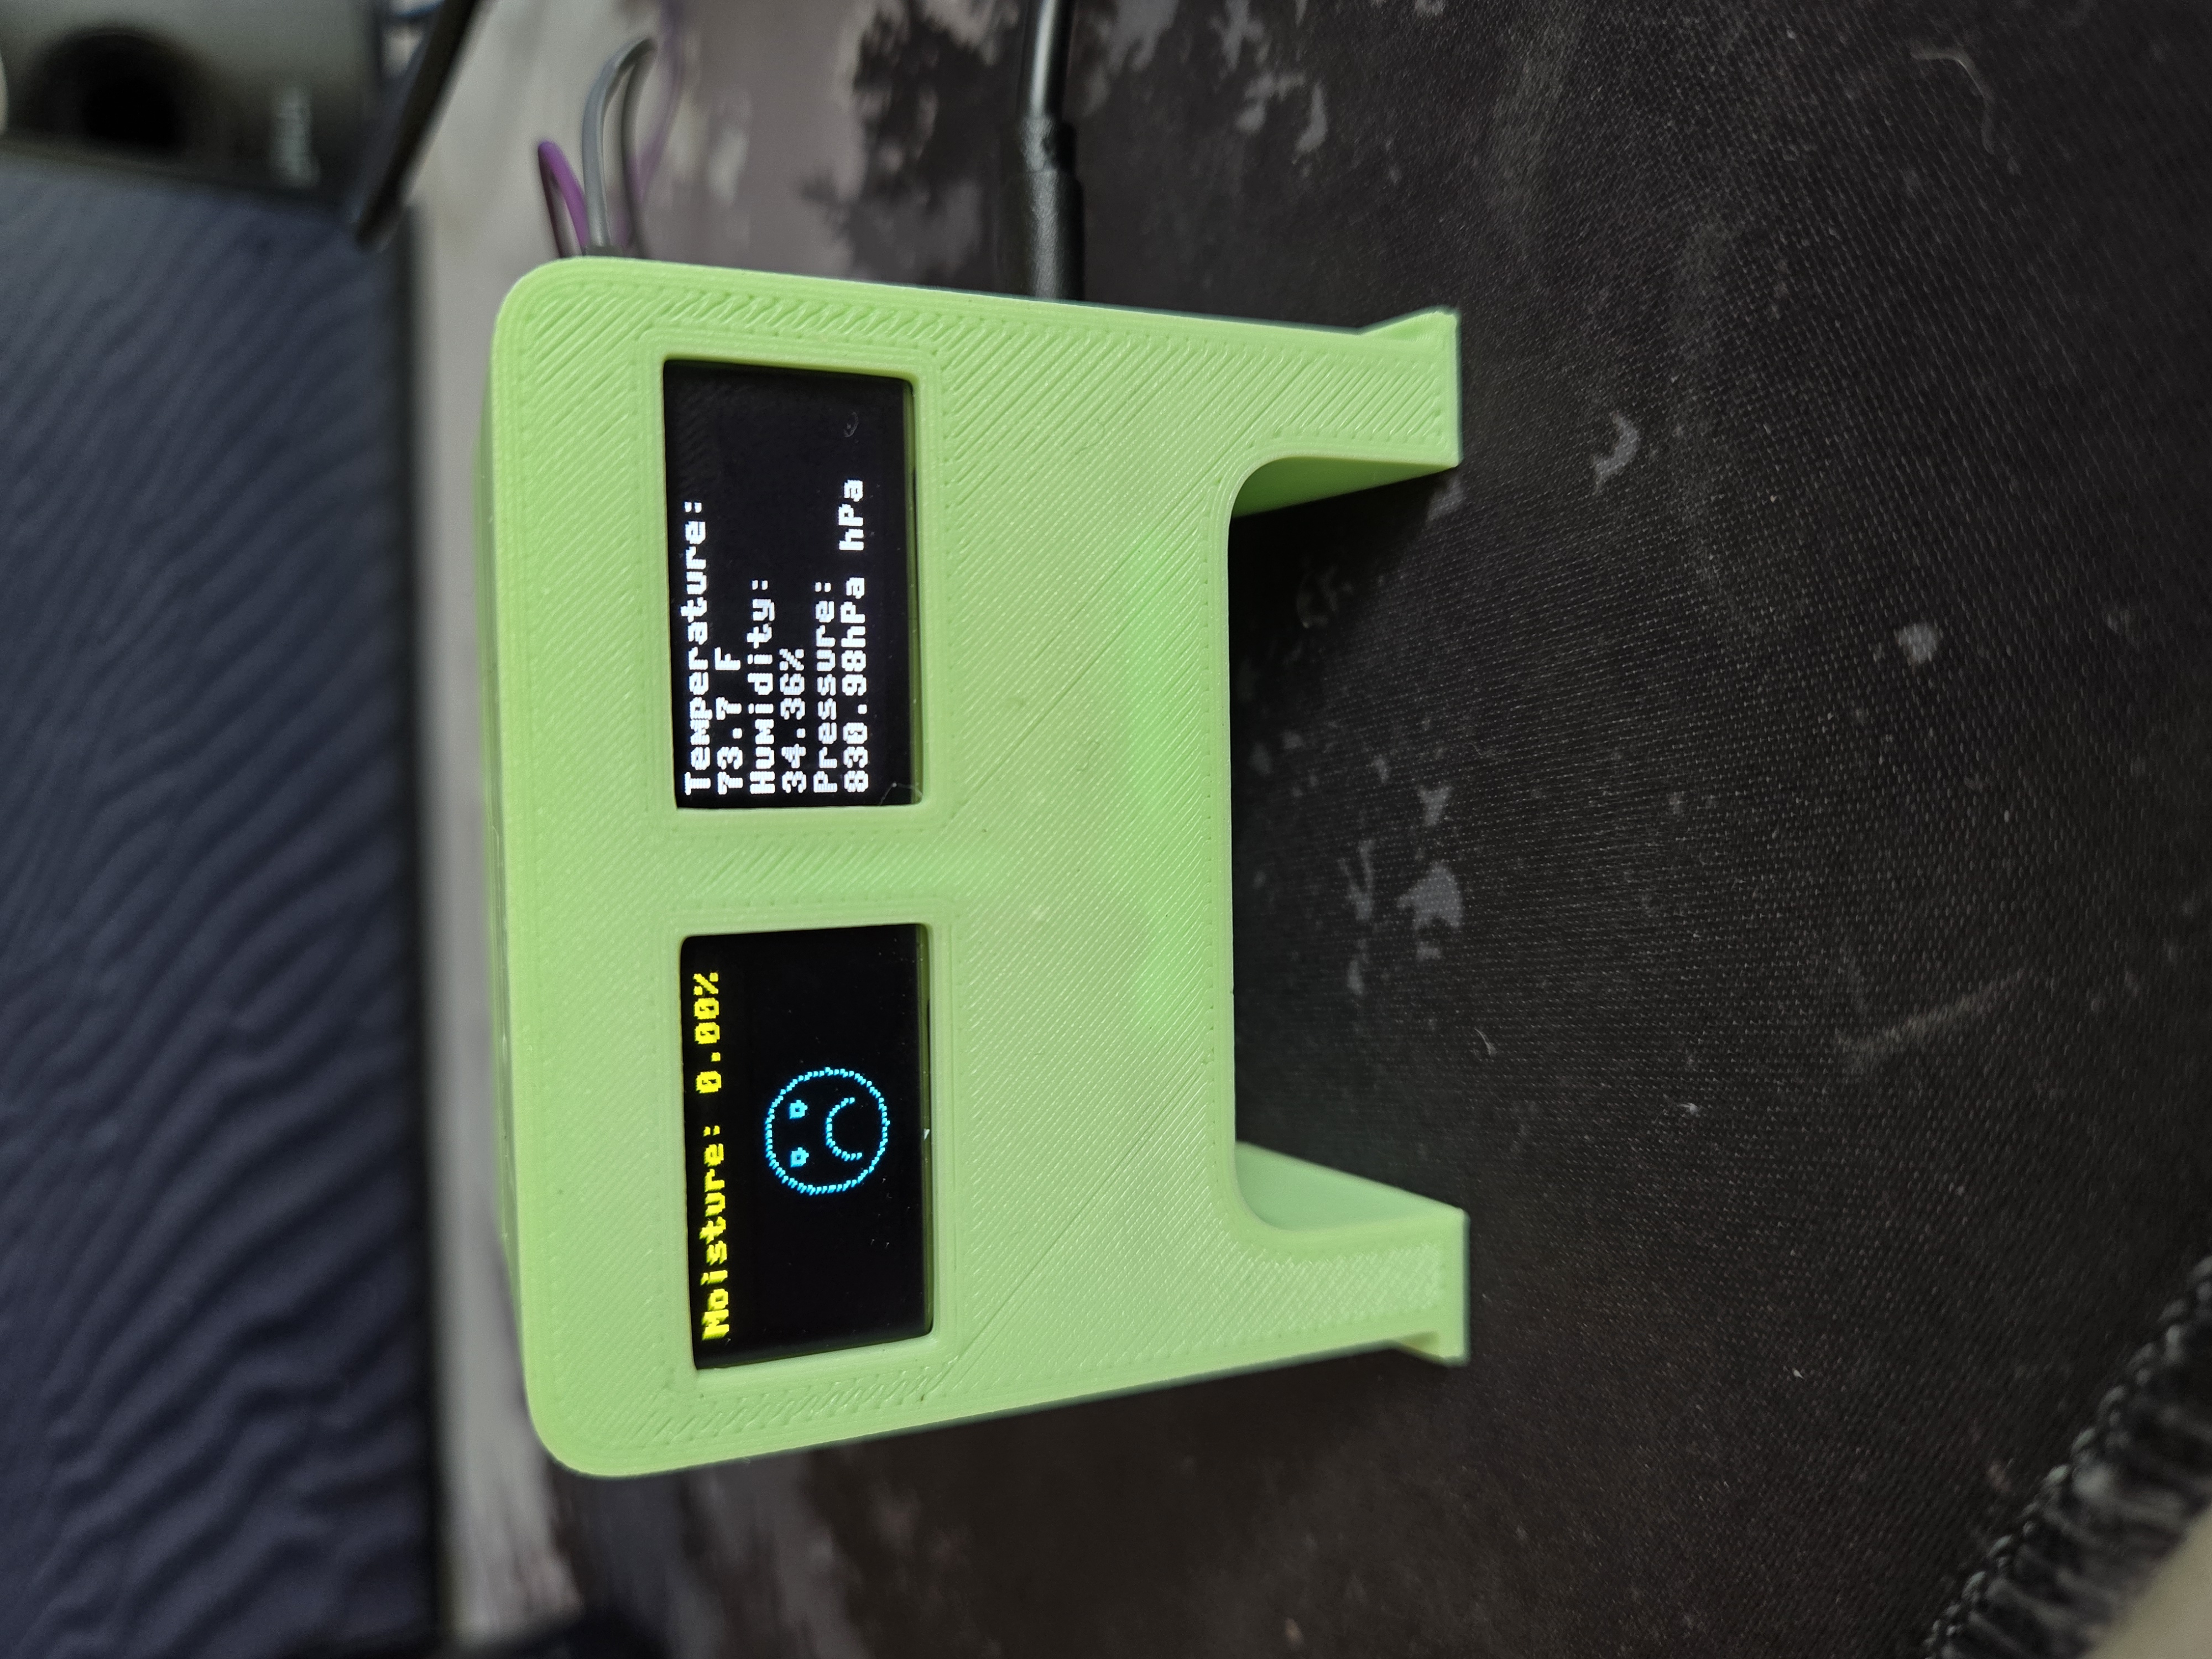 Moisture: 0.00%
Temperature:
73.7 F
Humidity:
34.36%
Pressure:
830.98hPa hPa